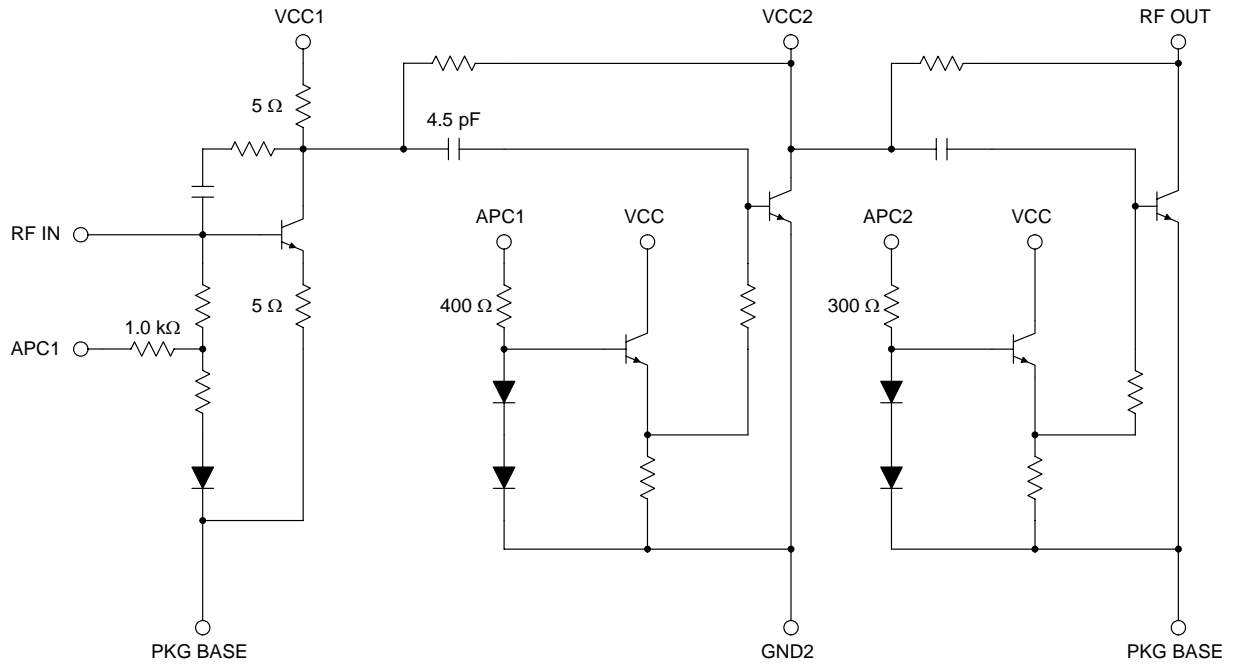 VCC1
VCC2
RF OUT
5 Ω
4.5 pF
APC1
VCC
APC2
VCC
RF IN
5 Ω
400 Ω
300 Ω
1.0 kΩ
APC1
PKG BASE
GND2
PKG BASE